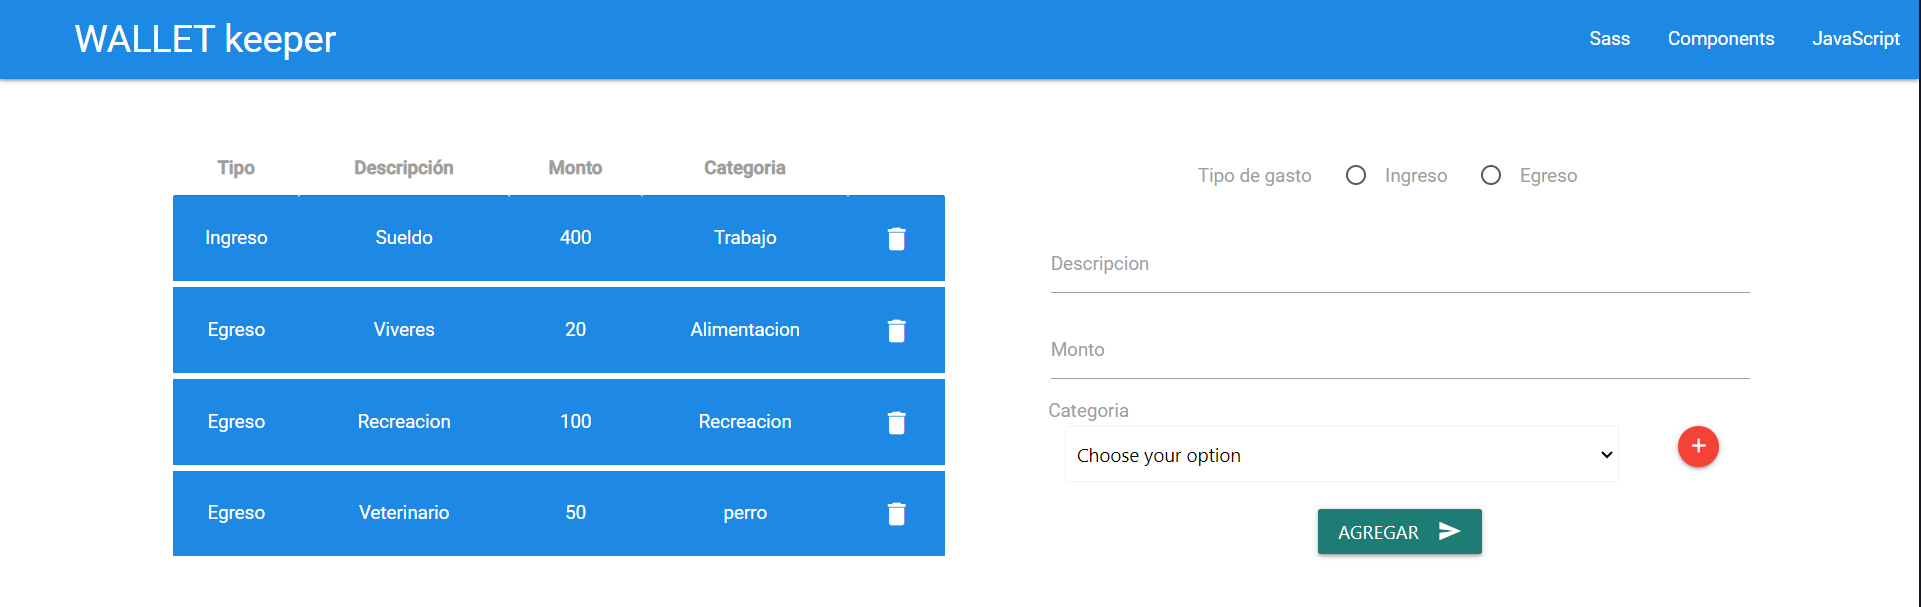 WALLET keeper
Sass Components JavaScript
Tipo Descripción Monto Categoria
Ingreso Sueldo 400 Trabajo
Egreso Viveres 20 Alimentacion
Egreso Recreacion 100 Recreacion
Egreso Veterinario 50 perro
Tipo de gasto Ingreso Egreso
Descripcion
Monto
Categoria
Choose your option
+
AGREGAR